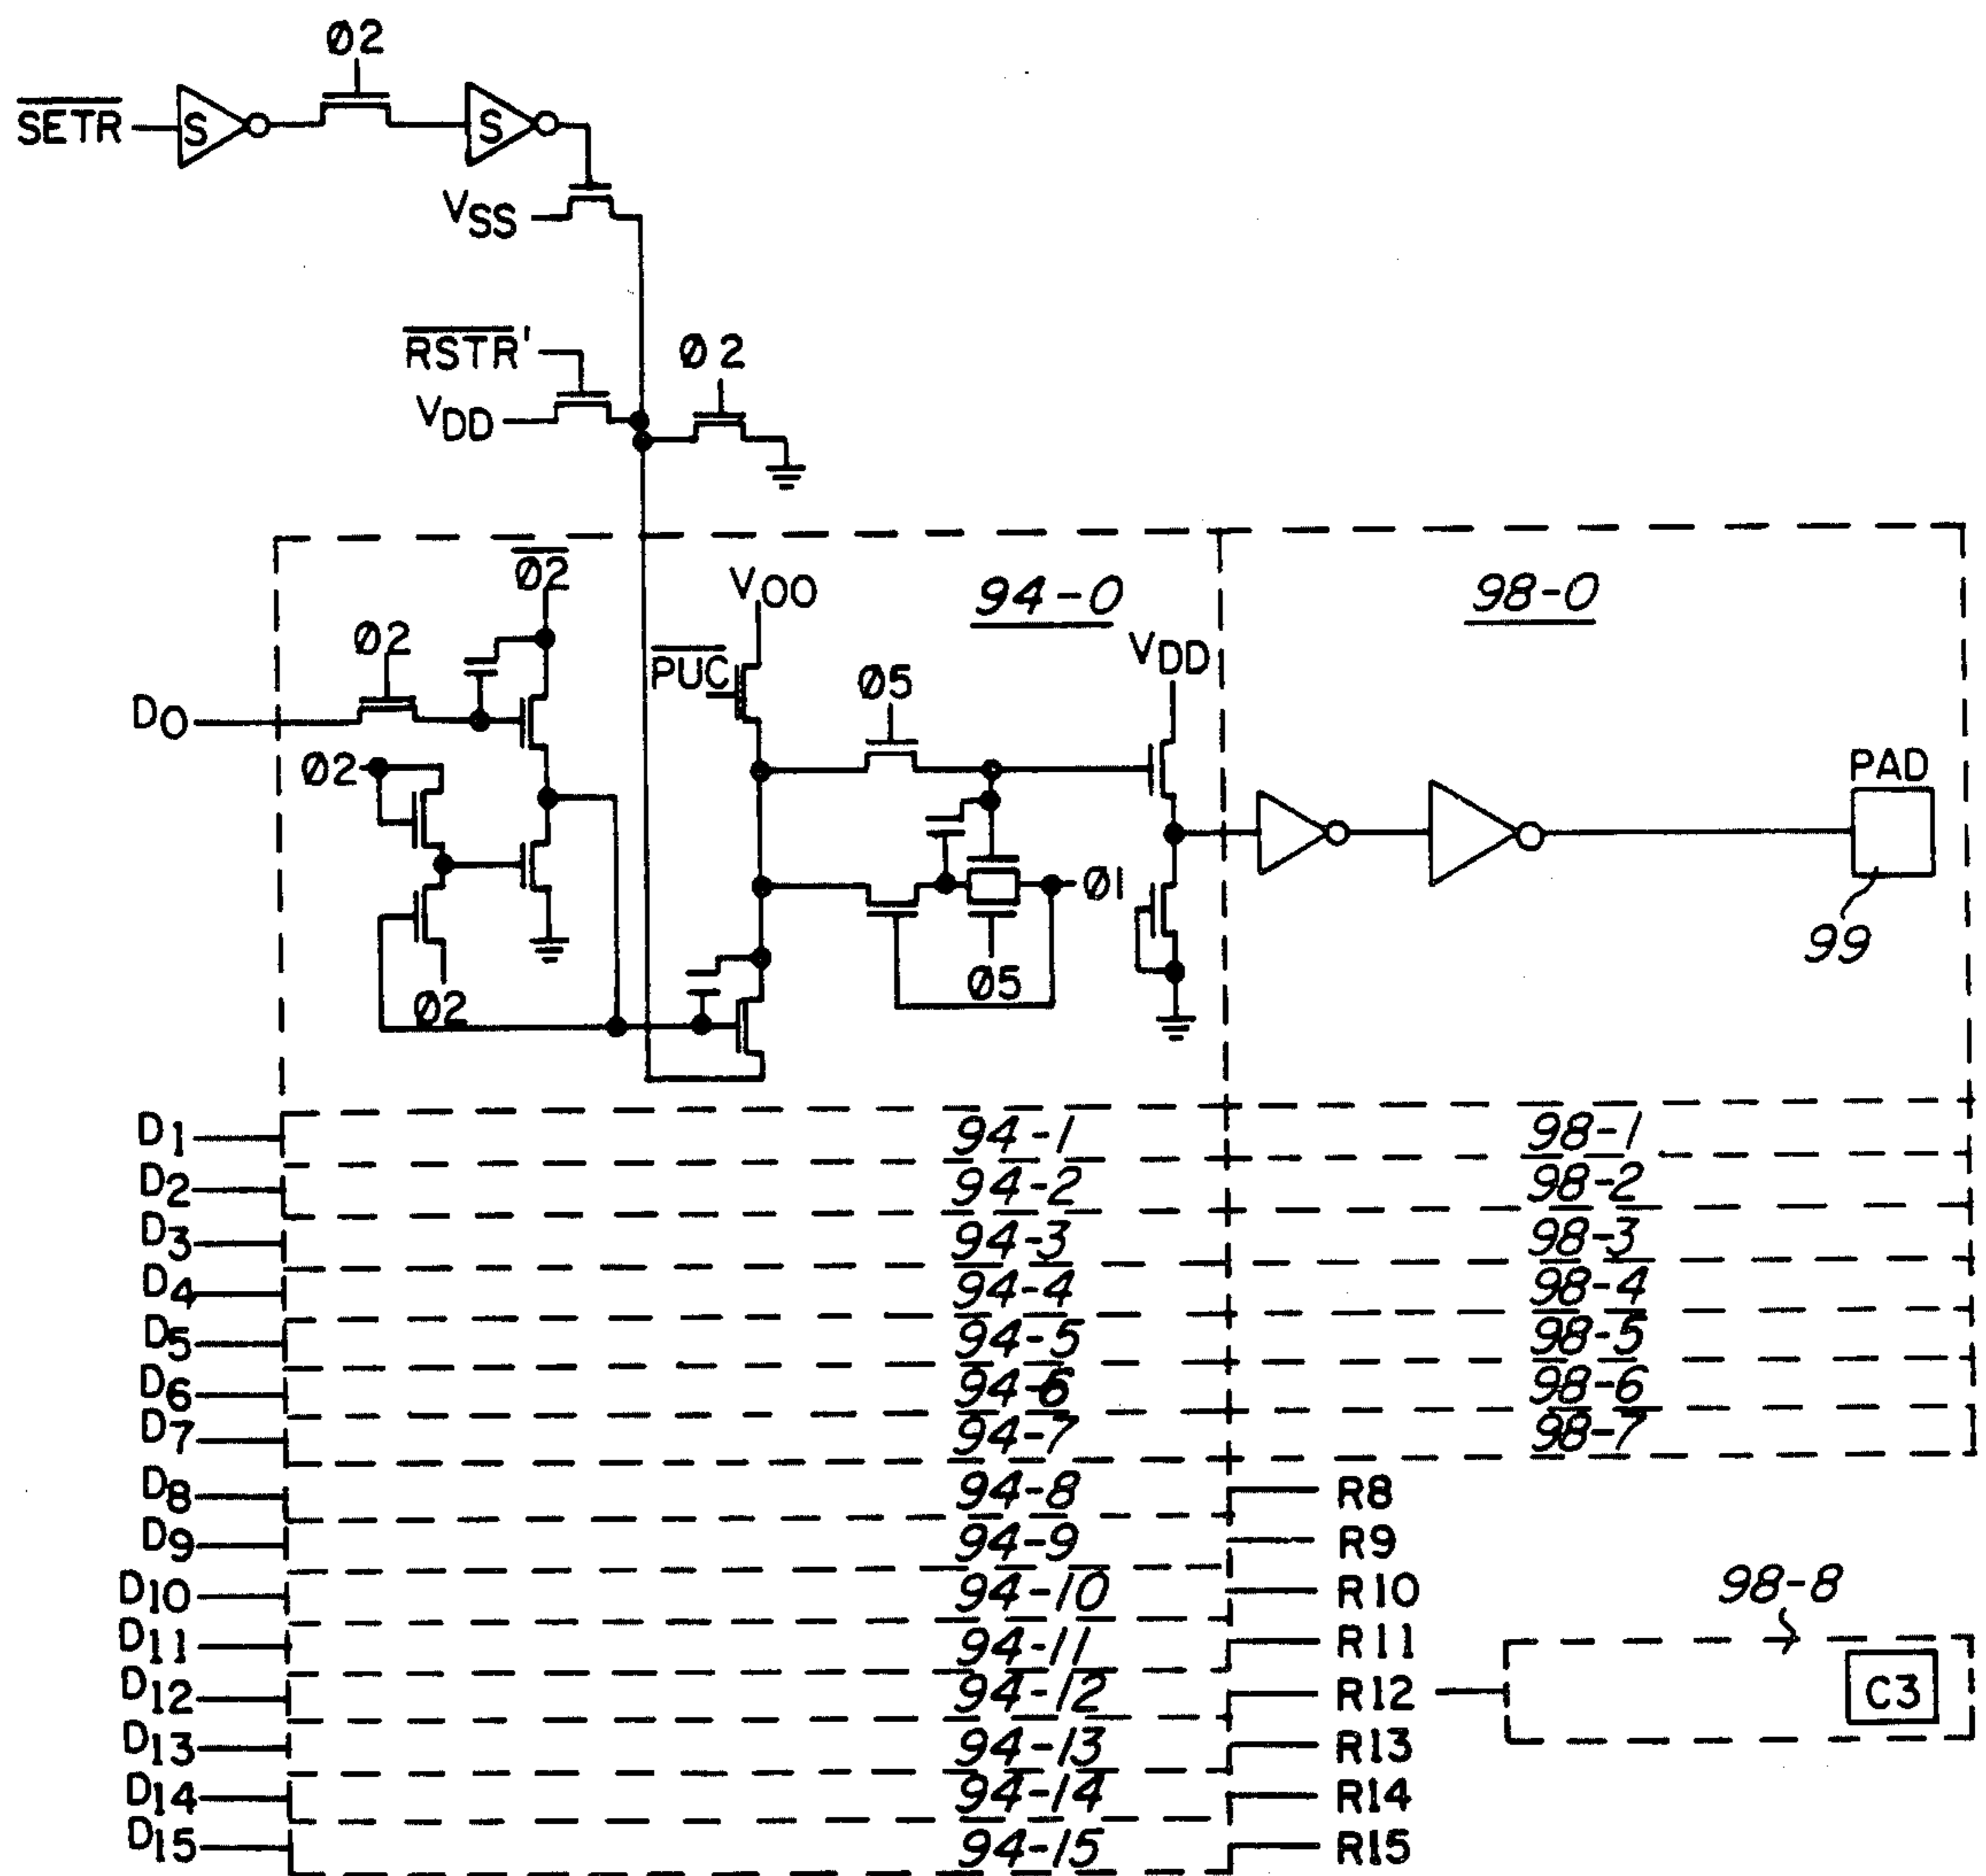 Ø2
SETR
S
S
VSS
RSTR'
Ø2
VDD
Ø2
VOO
94-0
98-0
Ø2
PUC
VDD
Ø5
D0
Ø2
PAD
Ø1
99
Ø5
Ø2
D1 94-1 98-1
D2 94-2 98-2
D3 94-3 98-3
D4 94-4 98-4
D5 94-5 98-5
D6 94-6 98-6
D7 94-7 98-7
D8 94-8 R8
D9 94-9 R9
D10 94-10 R10
98-8
D11 94-11 R11
D12 94-12 R12 C3
D13 94-13 R13
D14 94-14 R14
D15 94-15 R15